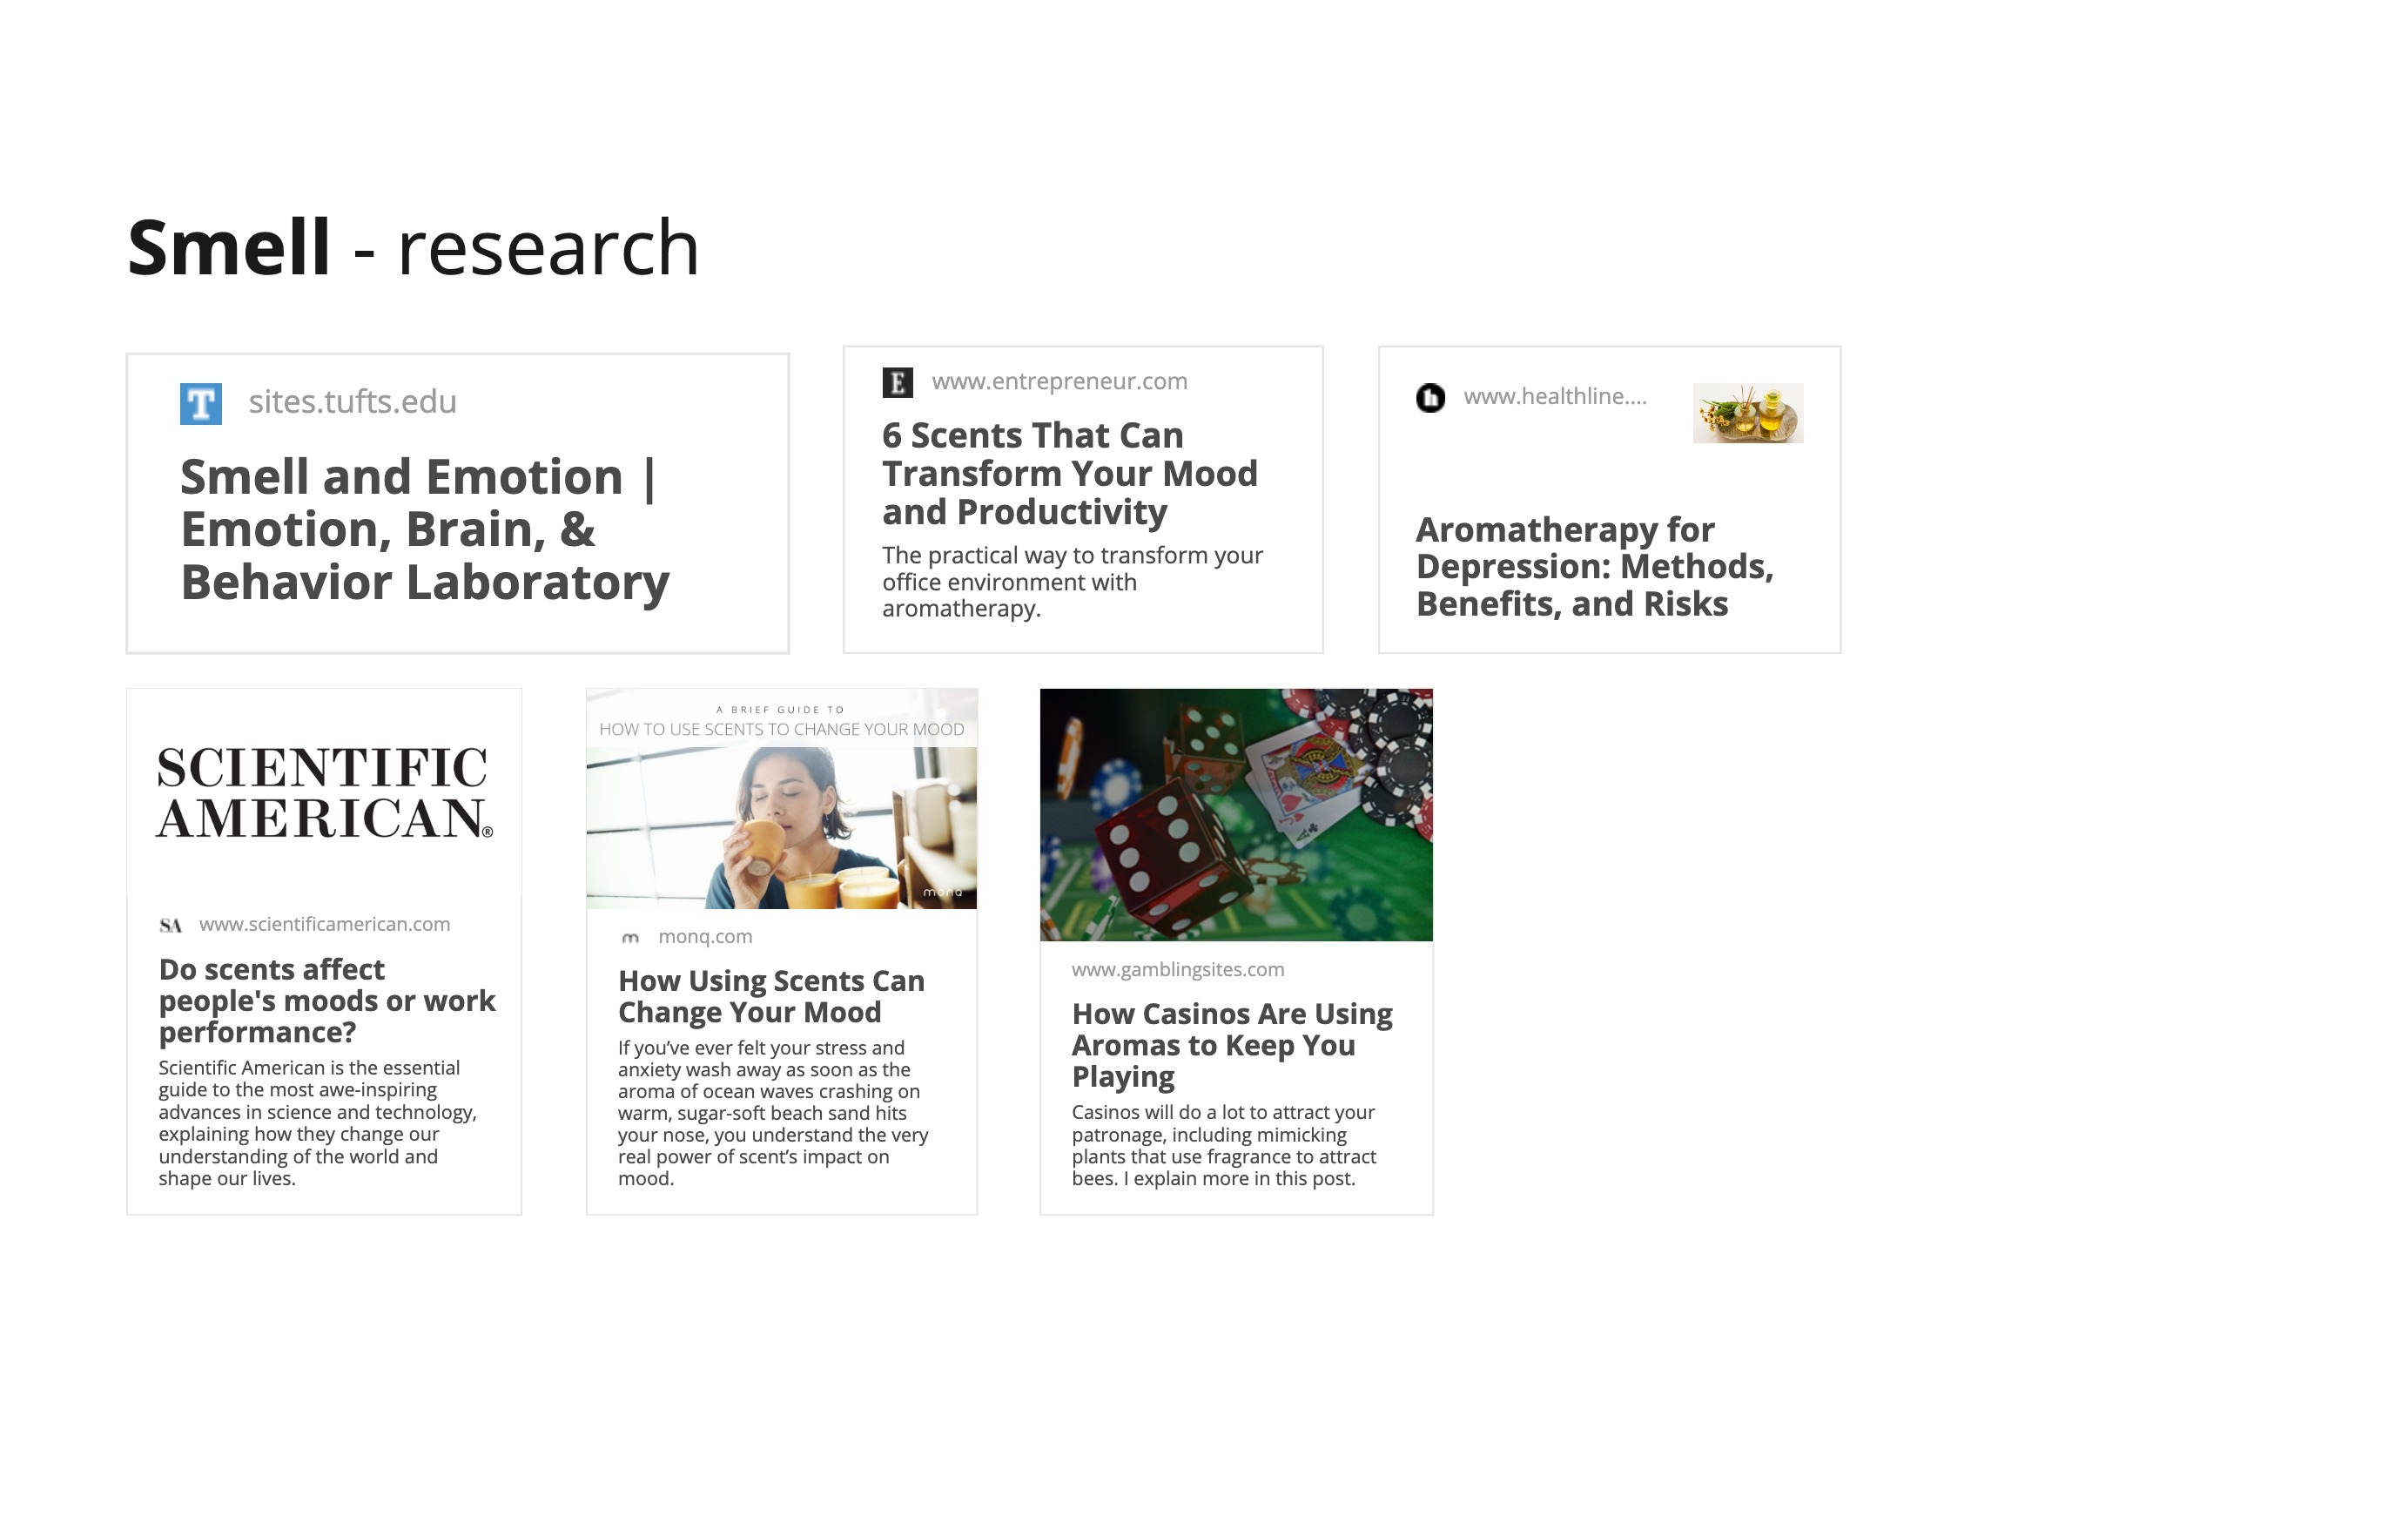 Smell - research
T sites.tufts.edu
Smell and Emotion |
Emotion, Brain, &
Behavior Laboratory
E www.entrepreneur.com
6 Scents That Can
Transform Your Mood
and Productivity
The practical way to transform your
office environment with
aromatherapy.
h www.healthline....
Aromatherapy for
Depression: Methods,
Benefits, and Risks
SCIENTIFIC
AMERICAN®
SA www.scientificamerican.com
Do scents affect
people's moods or work
performance?
Scientific American is the essential
guide to the most awe-inspiring
advances in science and technology,
explaining how they change our
understanding of the world and
shape our lives.
A BRIEF GUIDE TO
HOW TO USE SCENTS TO CHANGE YOUR MOOD
monq
m monq.com
How Using Scents Can
Change Your Mood
If you’ve ever felt your stress and
anxiety wash away as soon as the
aroma of ocean waves crashing on
warm, sugar-soft beach sand hits
your nose, you understand the very
real power of scent’s impact on
mood.
J
A
www.gamblingsites.com
How Casinos Are Using
Aromas to Keep You
Playing
Casinos will do a lot to attract your
patronage, including mimicking
plants that use fragrance to attract
bees. I explain more in this post.